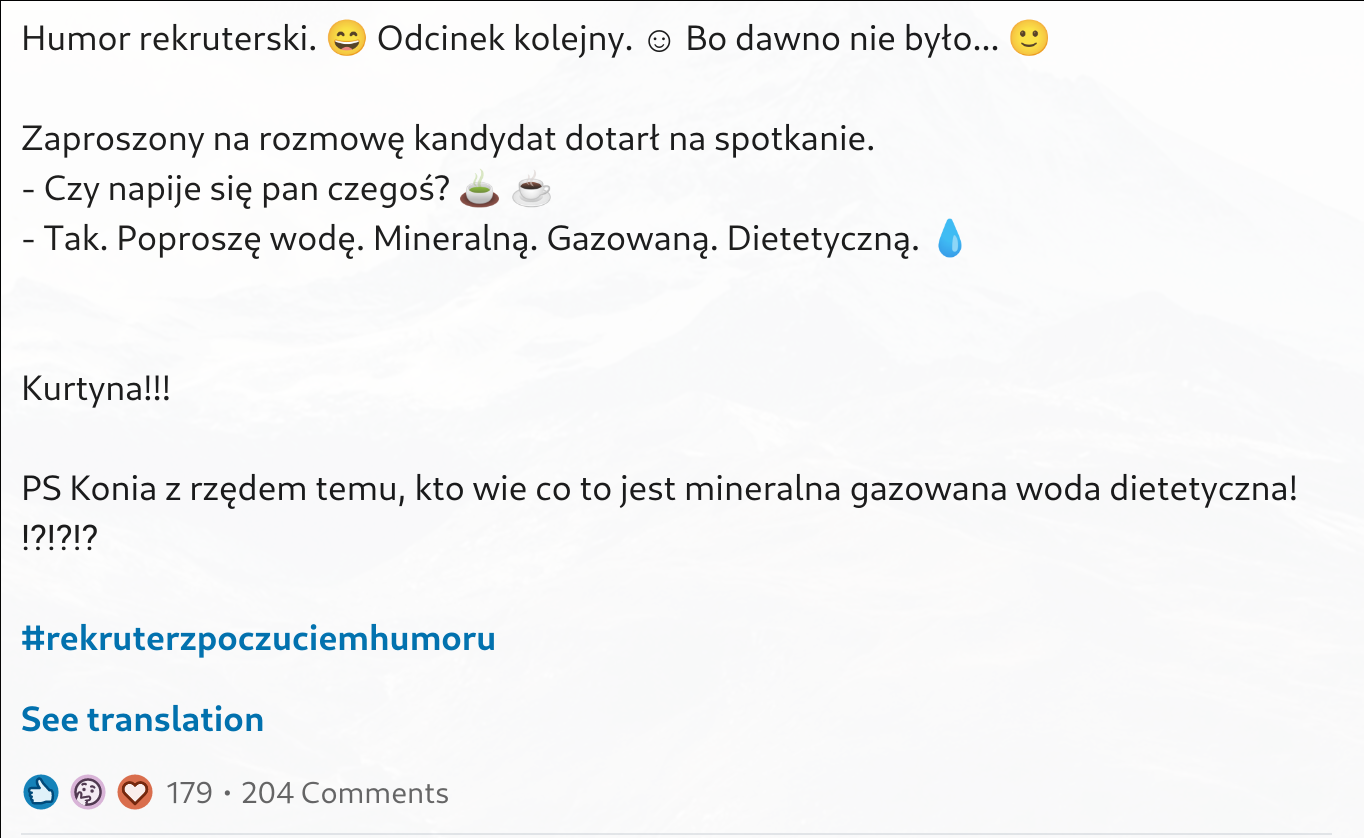 Humor rekruterski. 😄 Odcinek kolejny. ☺ Bo dawno nie było... 🙂
Zaproszony na rozmowę kandydat dotarł na spotkanie.
- Czy napije się pan czegoś? 🍵 ☕
- Tak. Poproszę wodę. Mineralną. Gazowaną. Dietetyczną. 💧
Kurtyna!!!
PS Konia z rzędem temu, kto wie co to jest mineralna gazowana woda dietetyczna!
!?!?!?
#rekruterzpoczuciemhumoru
See translation
179 • 204 Comments